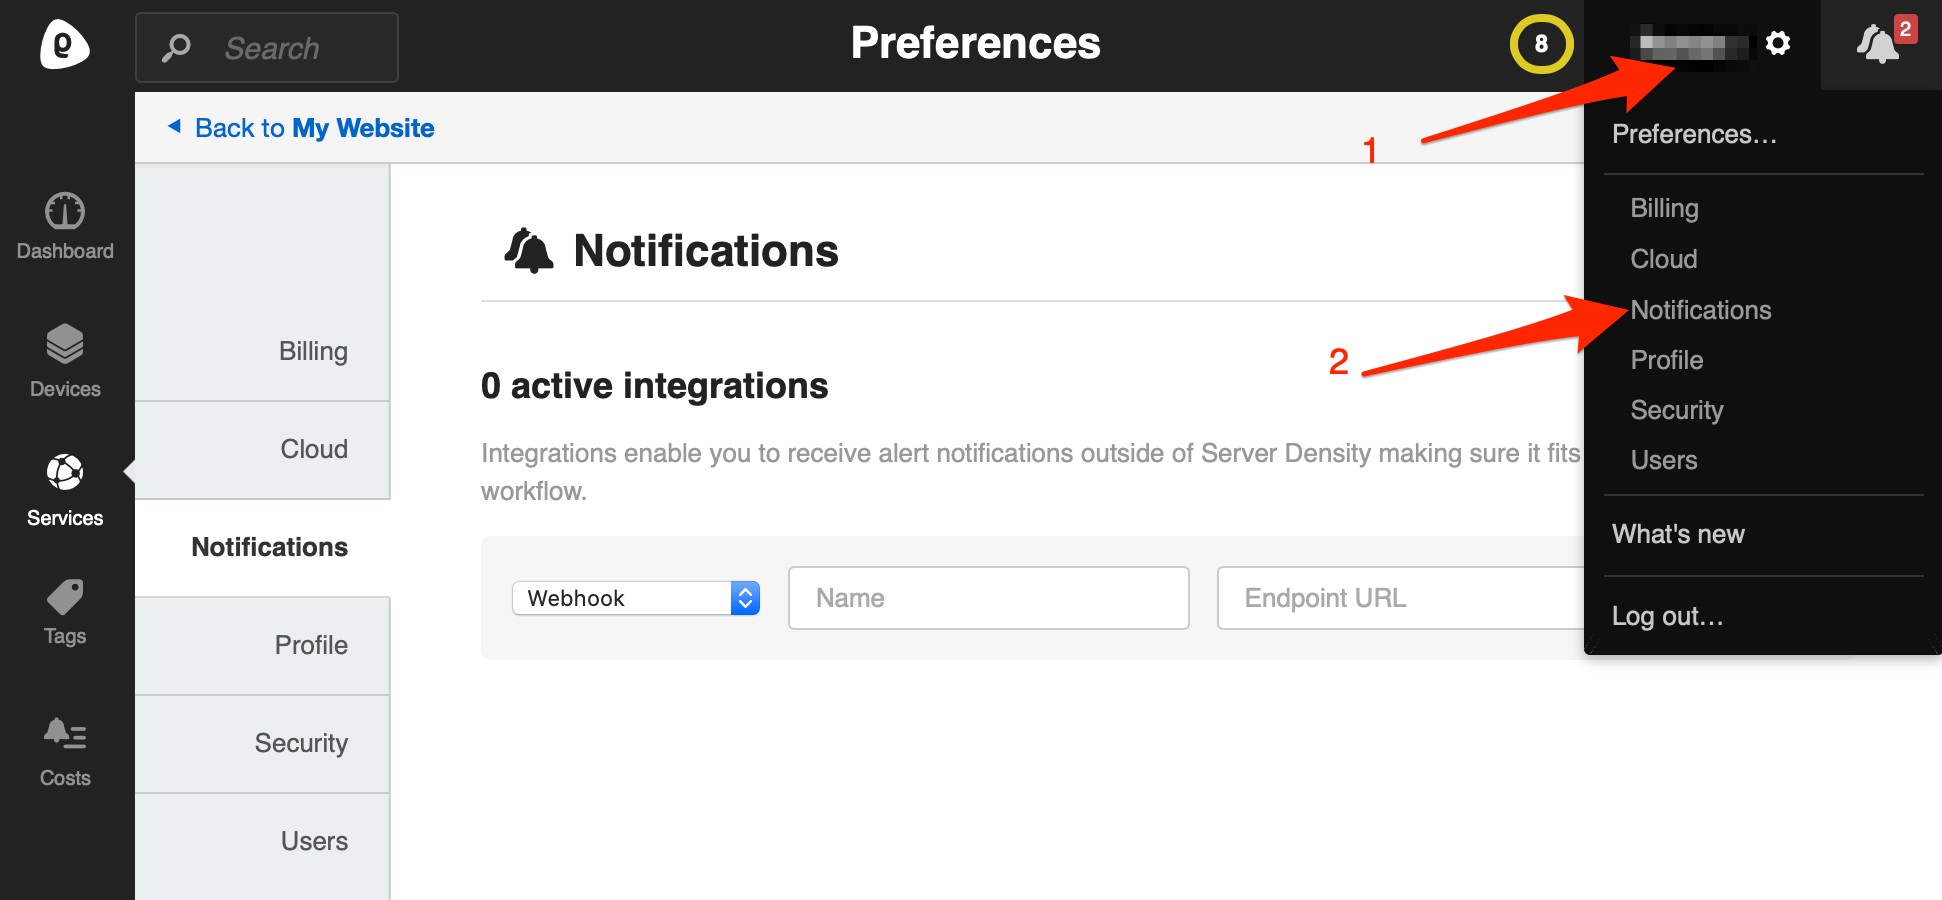 Search
Preferences
8
2
Back to My Website
1
Preferences...
Dashboard
Devices
Services
Tags
Costs
Billing
Cloud
Notifications
Profile
Security
Users
Notifications
0 active integrations
Integrations enable you to receive alert notifications outside of Server Density making sure it fits
workflow.
Webhook
Name
Endpoint URL
2
Billing
Cloud
Notifications
Profile
Security
Users
What's new
Log out...